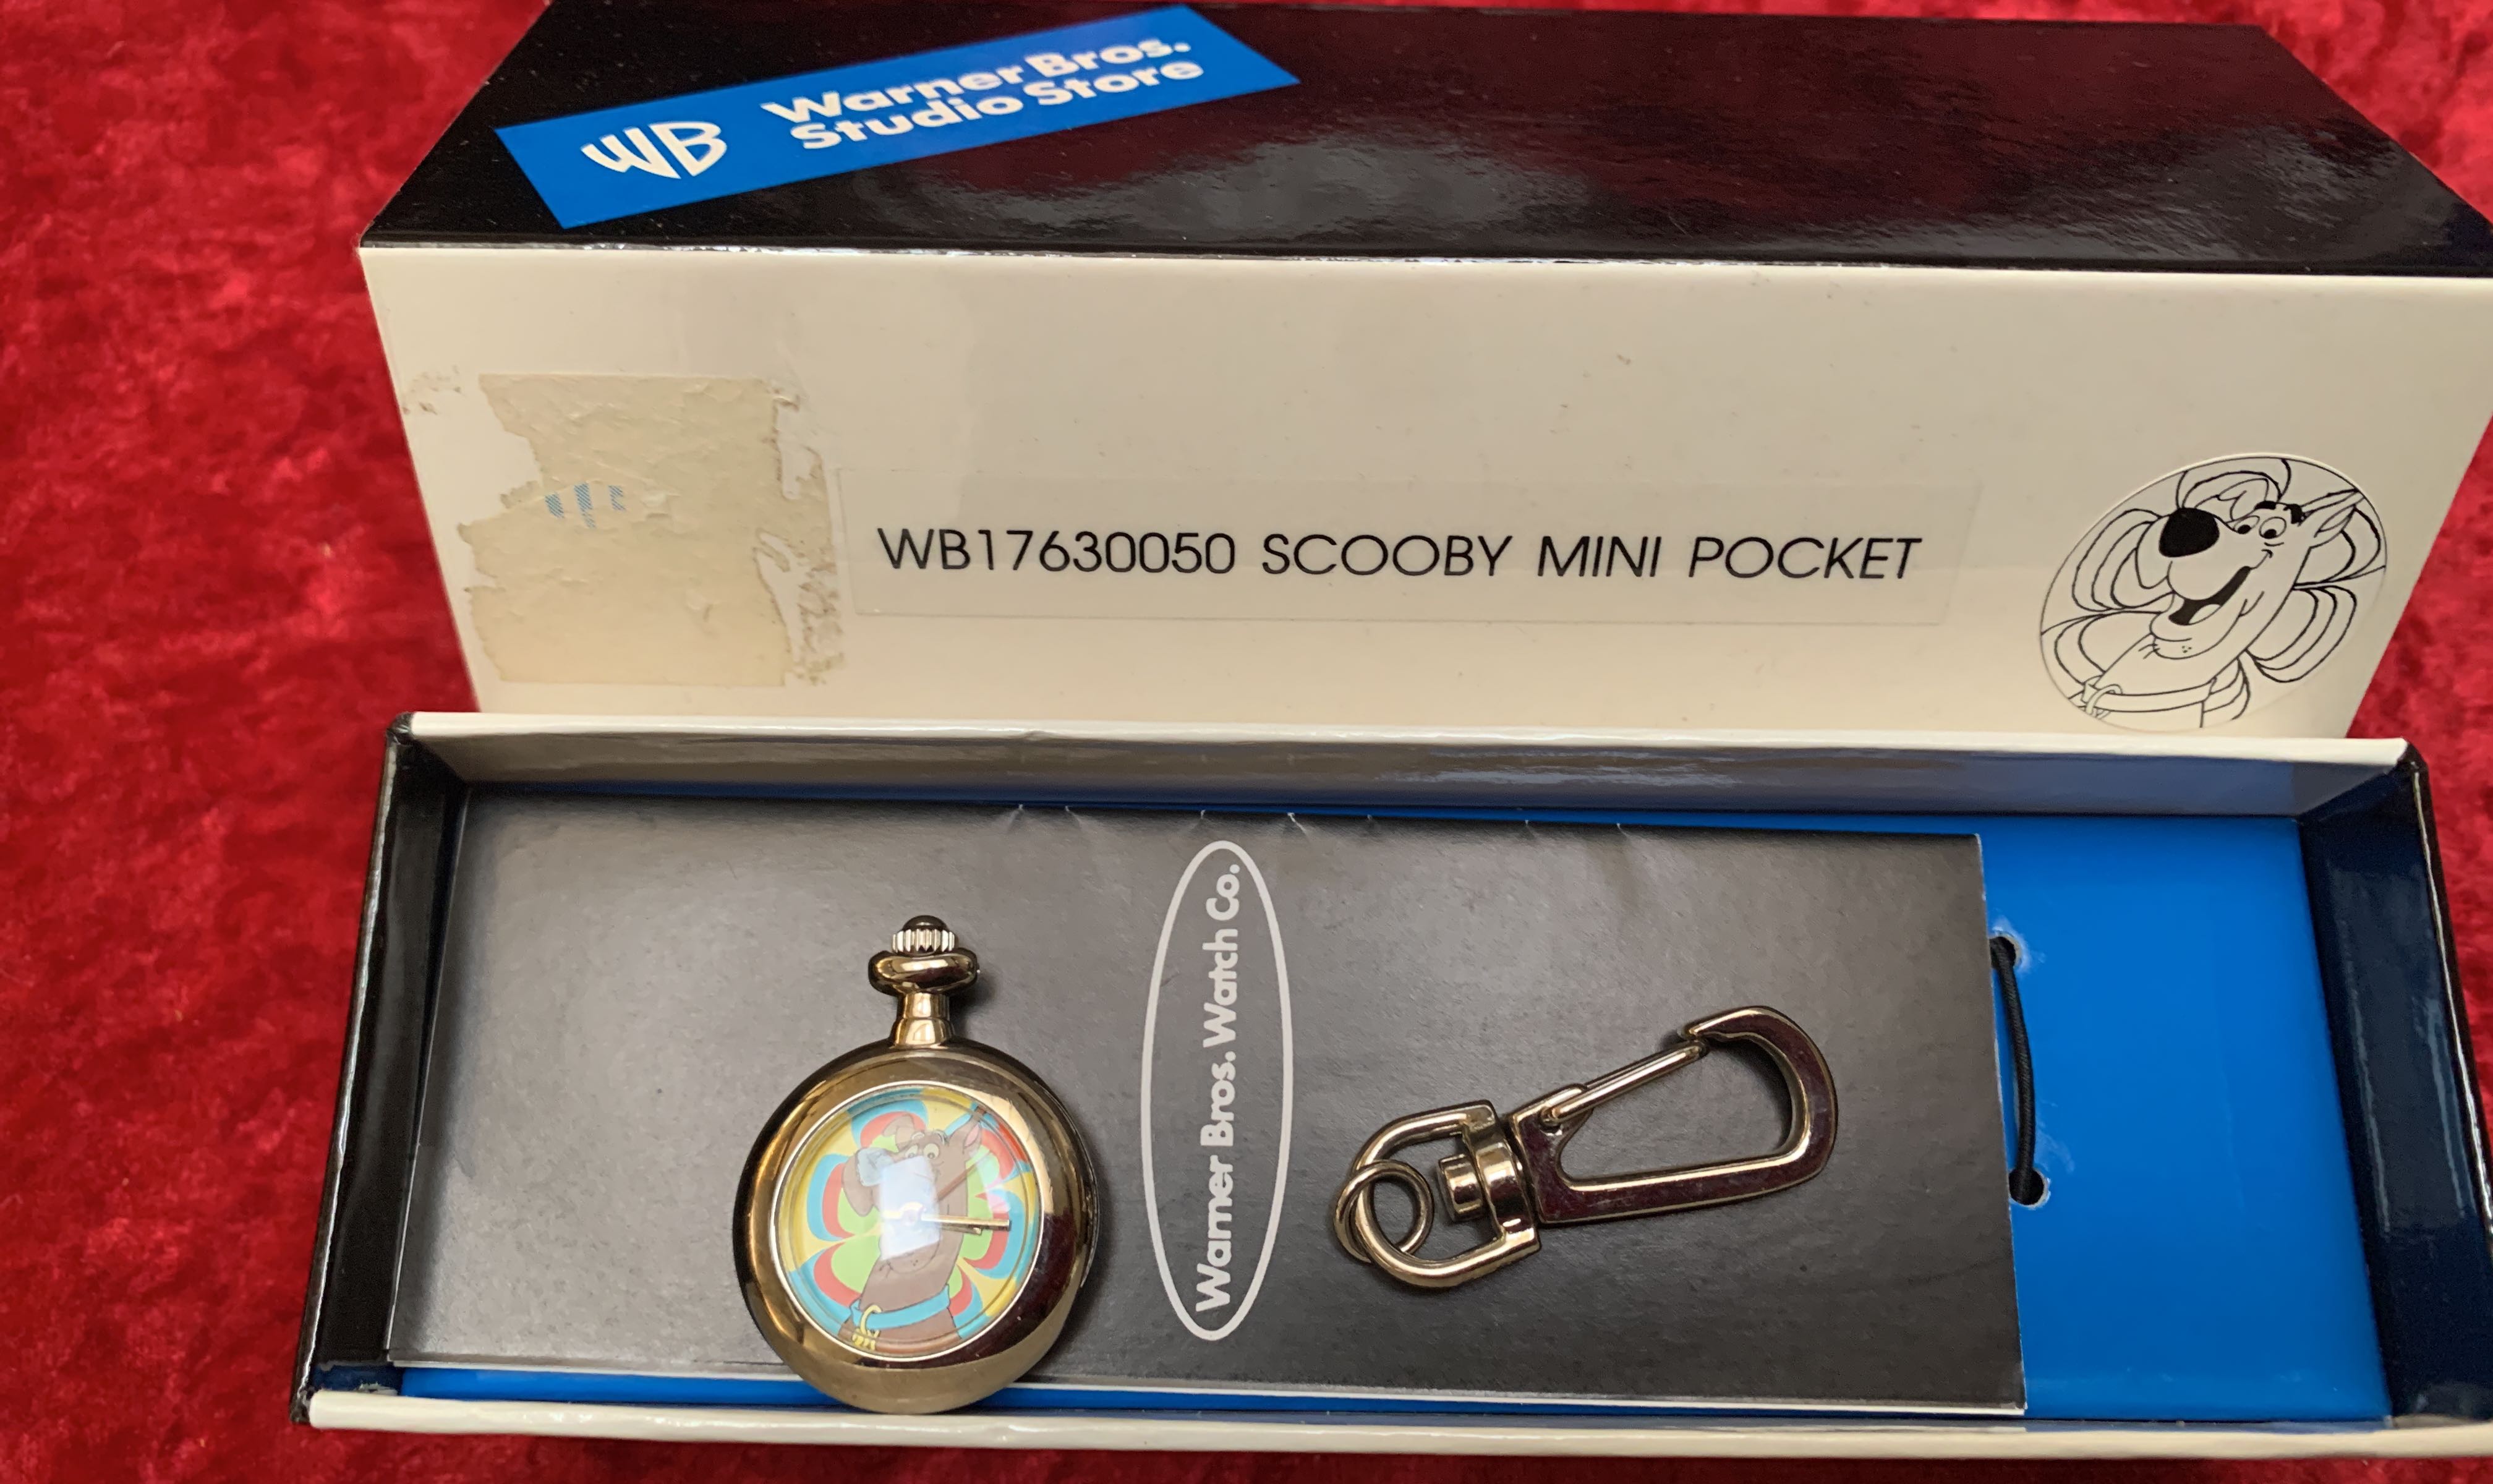 WB
Warner Bros.
Studio Store
WB17630050 SCOOBY MINI POCKET
Warner Bros. Watch Co.